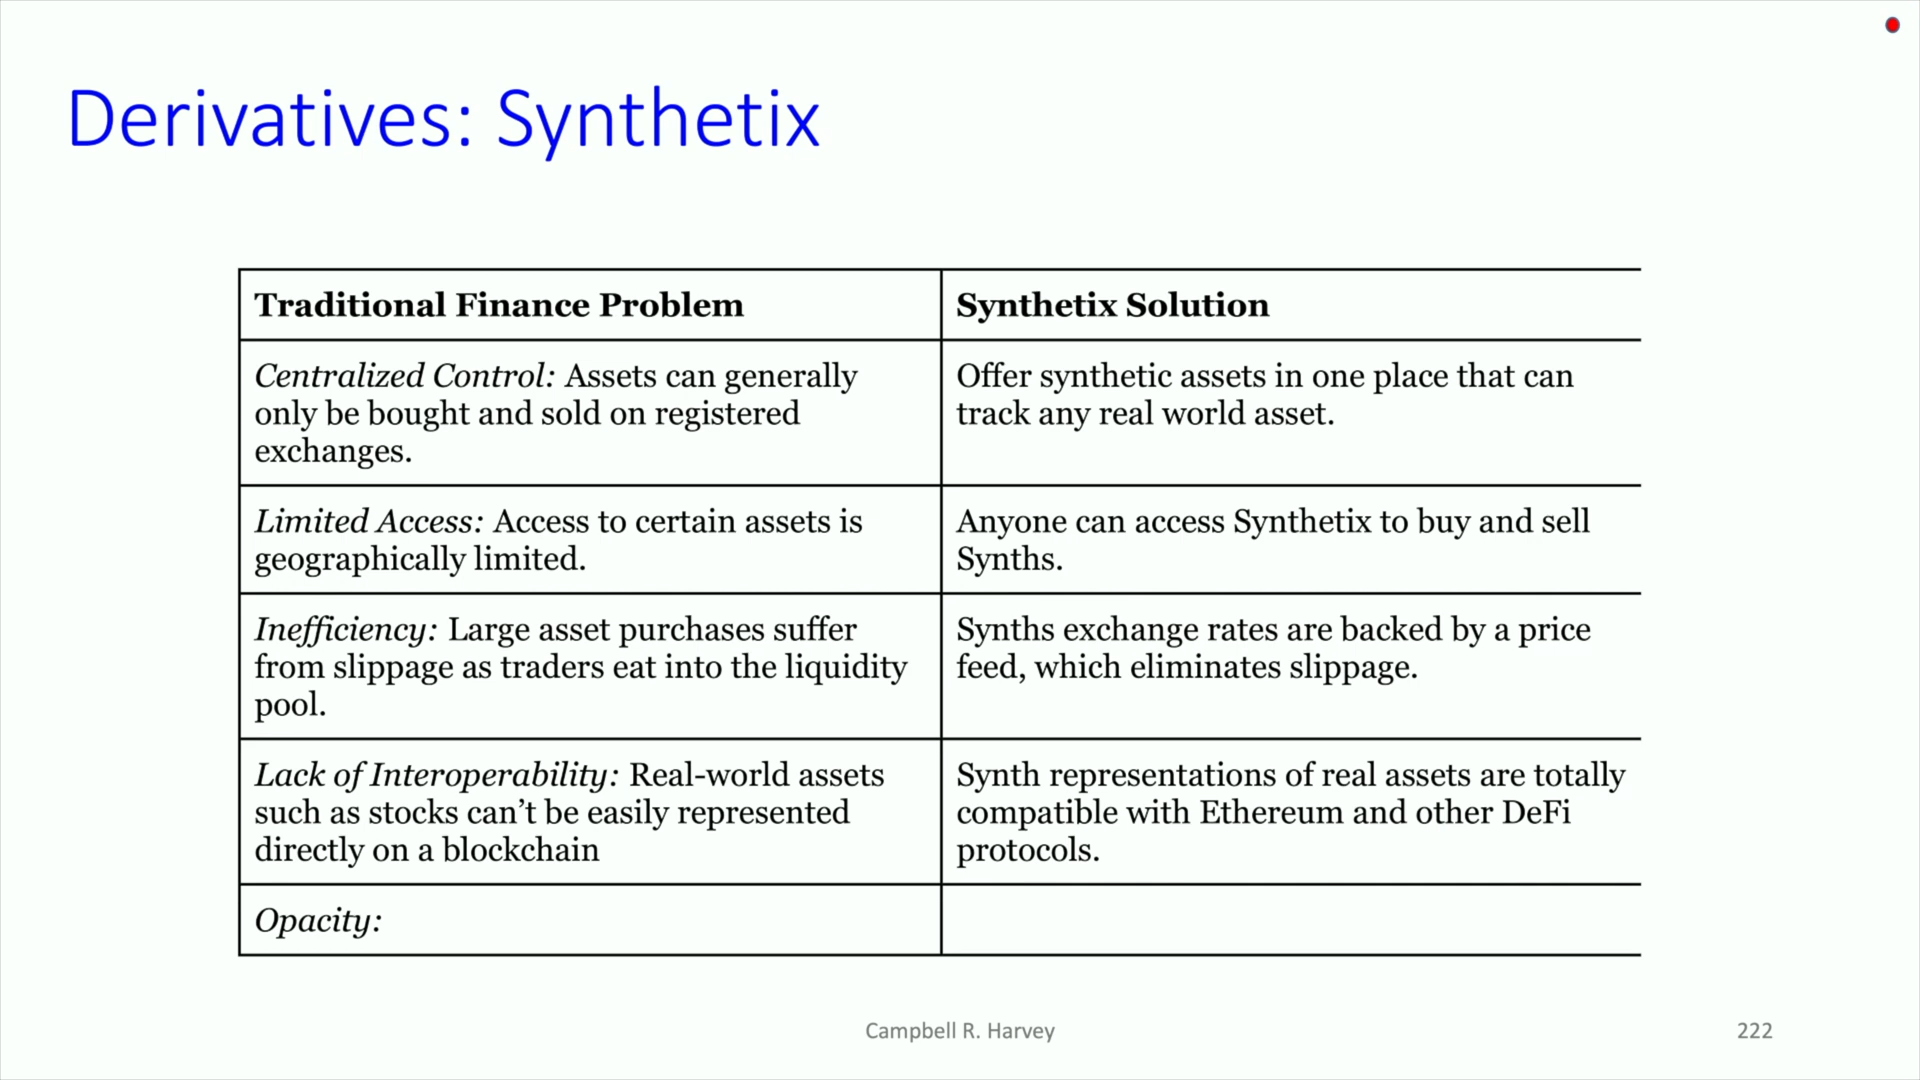 Derivatives: Synthetix
Traditional Finance Problem
Synthetix Solution
Centralized Control: Assets can generally
only be bought and sold on registered
exchanges.
Offer synthetic assets in one place that can
track any real world asset.
Limited Access: Access to certain assets is
geographically limited.
Anyone can access Synthetix to buy and sell
Synths.
Inefficiency: Large asset purchases suffer
from slippage as traders eat into the liquidity
pool.
Synths exchange rates are backed by a price
feed, which eliminates slippage.
Lack of Interoperability: Real-world assets
such as stocks can’t be easily represented
directly on a blockchain
Synth representations of real assets are totally
compatible with Ethereum and other DeFi
protocols.
Opacity:
Campbell R. Harvey
222